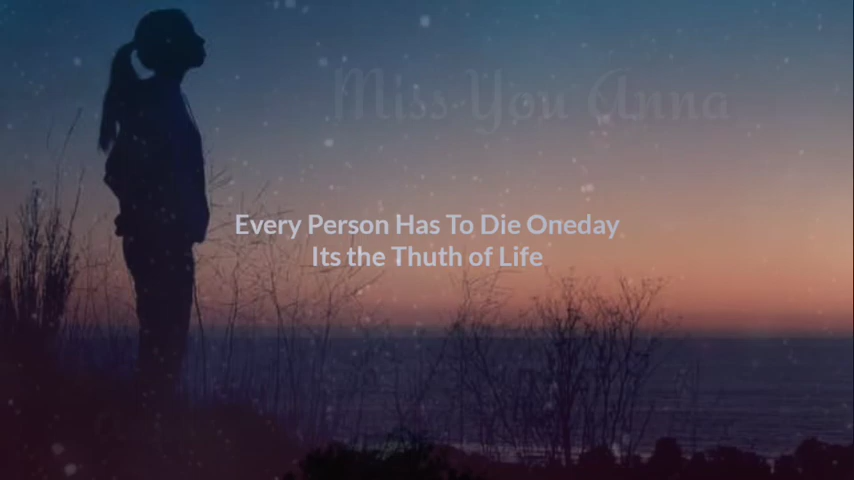 Miss You Anna
Every Person Has To Die Oneday
Its the Thuth of Life